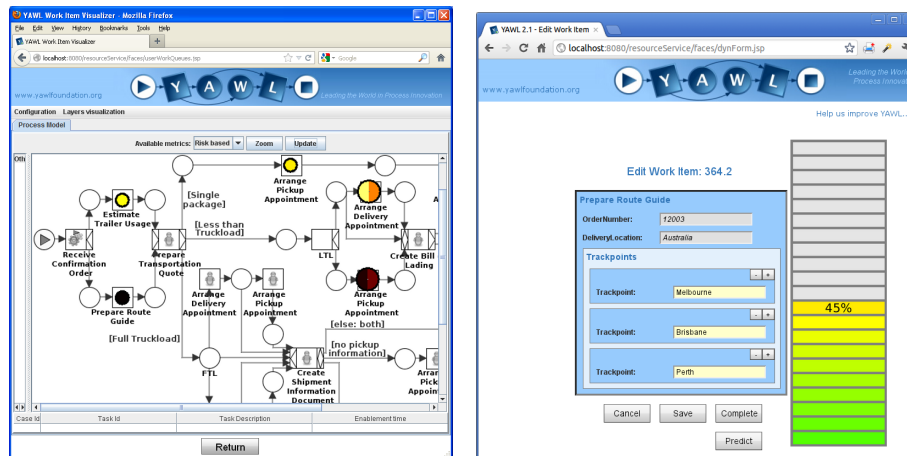 YAWL Work Item Visualizer - Mozilla Firefox
File Edit View History Bookmarks Tools Help
YAWL Work Item Visualizer
localhost:8080/resourceService/faces/userWorkQueues.jsp
Google
www.yawlfoundation.org
Y A W L
Leading the World in Process Innovation
Configuration Layers visualization
Process Model
Available metrics: Risk based Zoom Update
Oth
Arrange
Pickup
Appointment
[Single
package]
Estimate
Trailer Usage
[Less than
Truckload]
Arrange
Delivery
Appointment
A
Receive
Confirmation
Order
Prepare
Transportation
Quote
LTL
Create Bill
Lading
Prepare Route
Guide
Arrange
Delivery
Appointment
Arrange
Pickup
Appointment
Arrange
Pickup
Appointment
[else: both]
[Full Truckload]
[no pickup
information]
FTL
Create
Shipment
Information
Document
Arran
Pick
Appoin
Case Id Task Id Task Description Enablement time
Return
YAWL 2.1 - Edit Work Item
localhost:8080/resourceService/faces/dynForm.jsp
www.yawlfoundation.org
Y A W L
Leading the Worl
Process Innovat
Help us improve YAWL...
Edit Work Item: 364.2
Prepare Route Guide
OrderNumber: 12003
DeliveryLocation: Australia
Trackpoints
- +
Trackpoint: Melbourne
- +
Trackpoint: Brisbane
- +
Trackpoint: Perth
45%
Cancel Save Complete
Predict